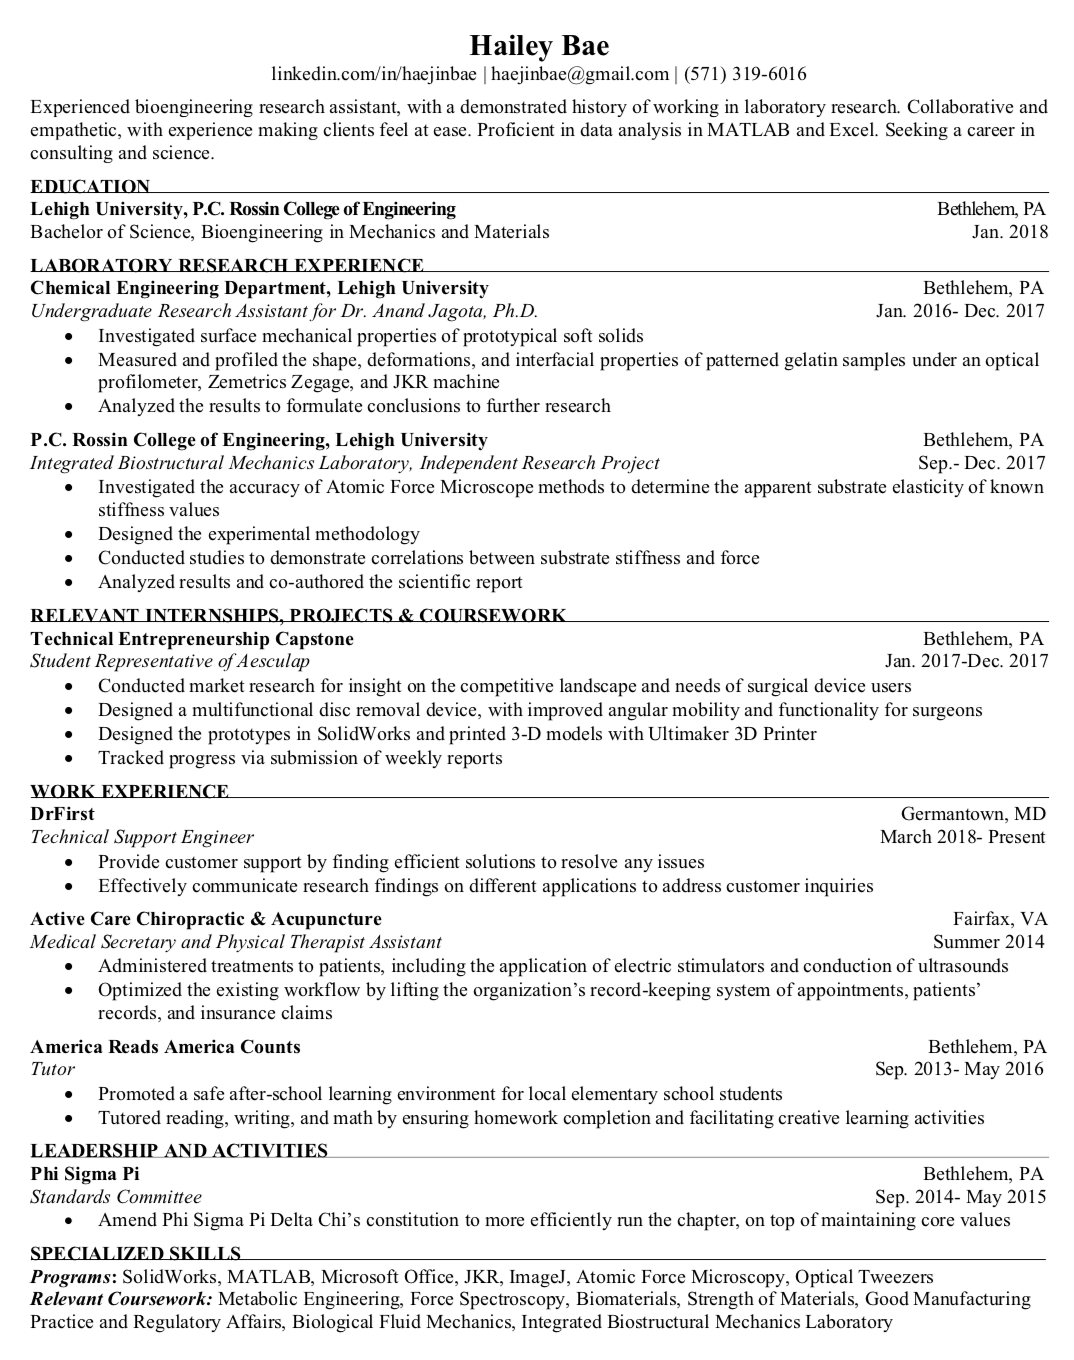 Hailey Bae
linkedin.com/in/haejinbae | haejinbae@gmail.com | (571) 319-6016
Experienced bioengineering research assistant, with a demonstrated history of working in laboratory research. Collaborative and
empathetic, with experience making clients feel at ease. Proficient in data analysis in MATLAB and Excel. Seeking a career in
consulting and science.
EDUCATION
Lehigh University, P.C. Rossin College of Engineering Bethlehem, PA
Bachelor of Science, Bioengineering in Mechanics and Materials Jan. 2018
LABORATORY RESEARCH EXPERIENCE
Chemical Engineering Department, Lehigh University Bethlehem, PA
Undergraduate Research Assistant for Dr. Anand Jagota, Ph.D. Jan. 2016- Dec. 2017
• Investigated surface mechanical properties of prototypical soft solids
• Measured and profiled the shape, deformations, and interfacial properties of patterned gelatin samples under an optical
profilometer, Zemetrics Zegage, and JKR machine
• Analyzed the results to formulate conclusions to further research
P.C. Rossin College of Engineering, Lehigh University Bethlehem, PA
Integrated Biostructural Mechanics Laboratory, Independent Research Project Sep.- Dec. 2017
• Investigated the accuracy of Atomic Force Microscope methods to determine the apparent substrate elasticity of known
stiffness values
• Designed the experimental methodology
• Conducted studies to demonstrate correlations between substrate stiffness and force
• Analyzed results and co-authored the scientific report
RELEVANT INTERNSHIPS, PROJECTS & COURSEWORK
Technical Entrepreneurship Capstone Bethlehem, PA
Student Representative of Aesculap Jan. 2017-Dec. 2017
• Conducted market research for insight on the competitive landscape and needs of surgical device users
• Designed a multifunctional disc removal device, with improved angular mobility and functionality for surgeons
• Designed the prototypes in SolidWorks and printed 3-D models with Ultimaker 3D Printer
• Tracked progress via submission of weekly reports
WORK EXPERIENCE
DrFirst Germantown, MD
Technical Support Engineer March 2018- Present
• Provide customer support by finding efficient solutions to resolve any issues
• Effectively communicate research findings on different applications to address customer inquiries
Active Care Chiropractic & Acupuncture Fairfax, VA
Medical Secretary and Physical Therapist Assistant Summer 2014
• Administered treatments to patients, including the application of electric stimulators and conduction of ultrasounds
• Optimized the existing workflow by lifting the organization’s record-keeping system of appointments, patients’
records, and insurance claims
America Reads America Counts Bethlehem, PA
Tutor Sep. 2013- May 2016
• Promoted a safe after-school learning environment for local elementary school students
• Tutored reading, writing, and math by ensuring homework completion and facilitating creative learning activities
LEADERSHIP AND ACTIVITIES
Phi Sigma Pi Bethlehem, PA
Standards Committee Sep. 2014- May 2015
• Amend Phi Sigma Pi Delta Chi’s constitution to more efficiently run the chapter, on top of maintaining core values
SPECIALIZED SKILLS
Programs: SolidWorks, MATLAB, Microsoft Office, JKR, ImageJ, Atomic Force Microscopy, Optical Tweezers
Relevant Coursework: Metabolic Engineering, Force Spectroscopy, Biomaterials, Strength of Materials, Good Manufacturing
Practice and Regulatory Affairs, Biological Fluid Mechanics, Integrated Biostructural Mechanics Laboratory